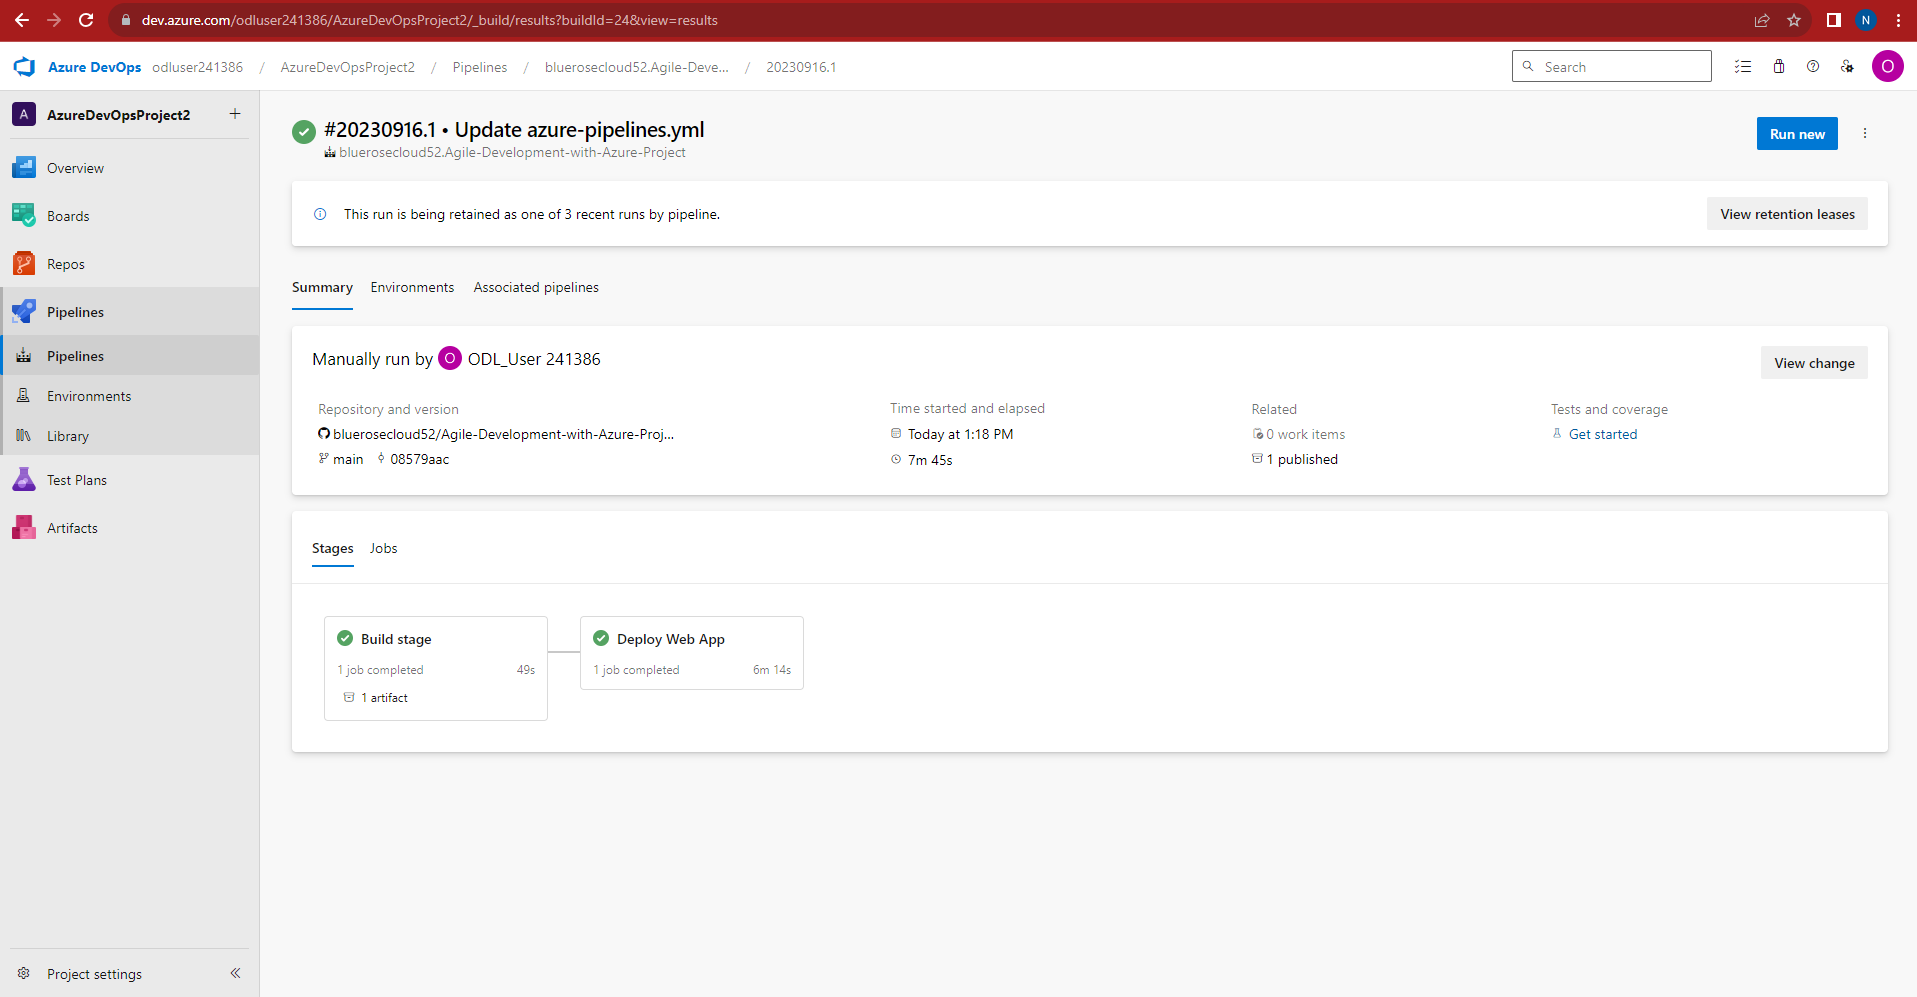 dev.azure.com/odluser241386/AzureDevOpsProject2/_build/results?buildId=24&view=results
N
Azure DevOps odluser241386 / AzureDevOpsProject2 / Pipelines / bluerosecloud52.Agile-Deve... / 20230916.1
Search
O
A AzureDevOpsProject2 +
Overview
Boards
Repos
Pipelines
Pipelines
Environments
Library
Test Plans
Artifacts
Project settings
#20230916.1 • Update azure-pipelines.yml
bluerosecloud52.Agile-Development-with-Azure-Project
Run new
This run is being retained as one of 3 recent runs by pipeline.
View retention leases
Summary Environments Associated pipelines
Manually run by O ODL_User 241386
View change
Repository and version
bluerosecloud52/Agile-Development-with-Azure-Proj...
main 08579aac
Time started and elapsed
Today at 1:18 PM
7m 45s
Related
0 work items
1 published
Tests and coverage
Get started
Stages Jobs
Build stage
1 job completed 49s
1 artifact
Deploy Web App
1 job completed 6m 14s